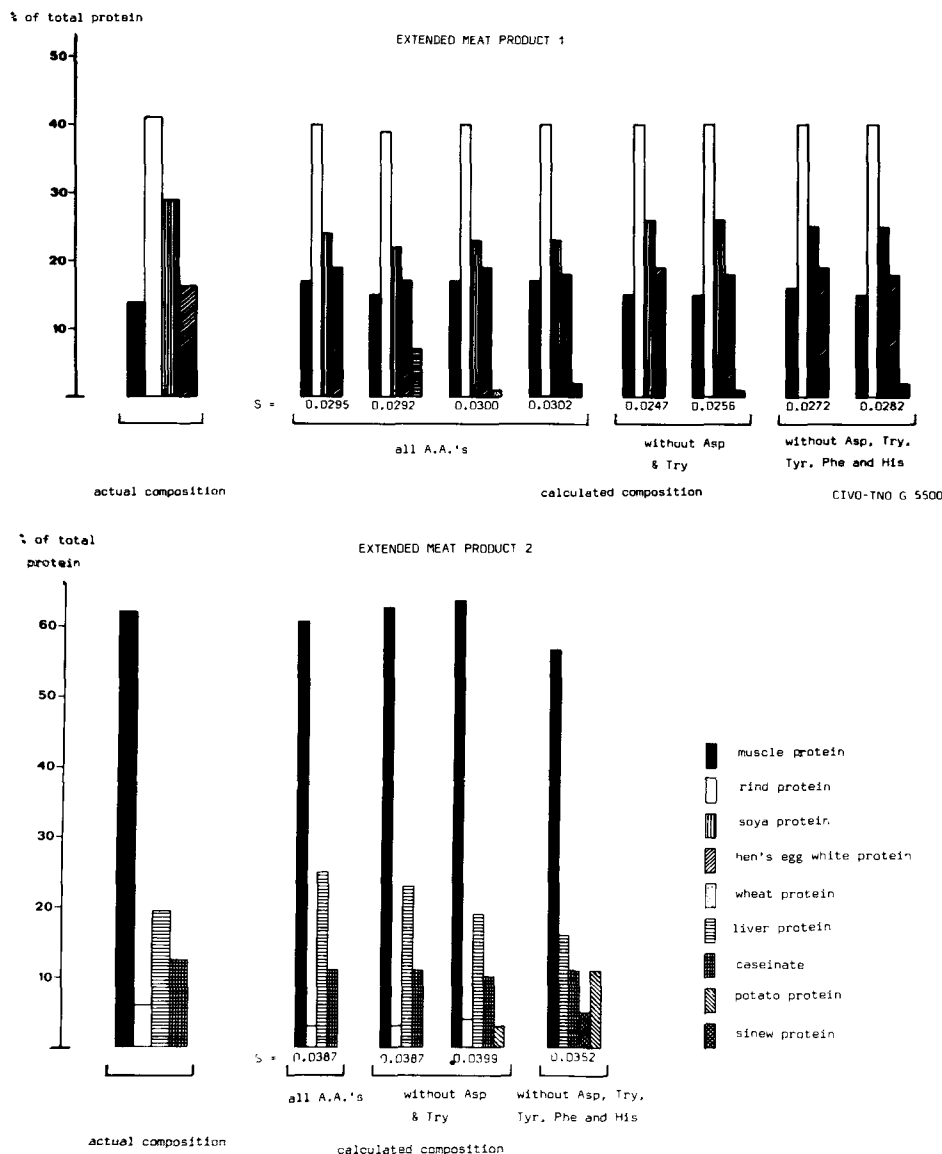 % of total protein
EXTENDED MEAT PRODUCT 1
50
40
30
20
10
S = 0.0295 0.0292 0.0300 0.0302 0.0247 0.0256 0.0272 0.0282
all A.A.'s
without Asp
& Try
without Asp, Try,
Tyr, Phe and His
actual composition
calculated composition
CIVO-TNO G 5500
% of total
protein
EXTENDED MEAT PRODUCT 2
60
50
40
30
20
10
muscle protein
rind protein
soya protein
hen's egg white protein
wheat protein
liver protein
caseinate
potato protein
sinew protein
S = 0.0387 0.0387 0.0399 0.0352
all A.A.'s
without Asp
& Try
without Asp, Try,
Tyr, Phe and His
actual composition
calculated composition